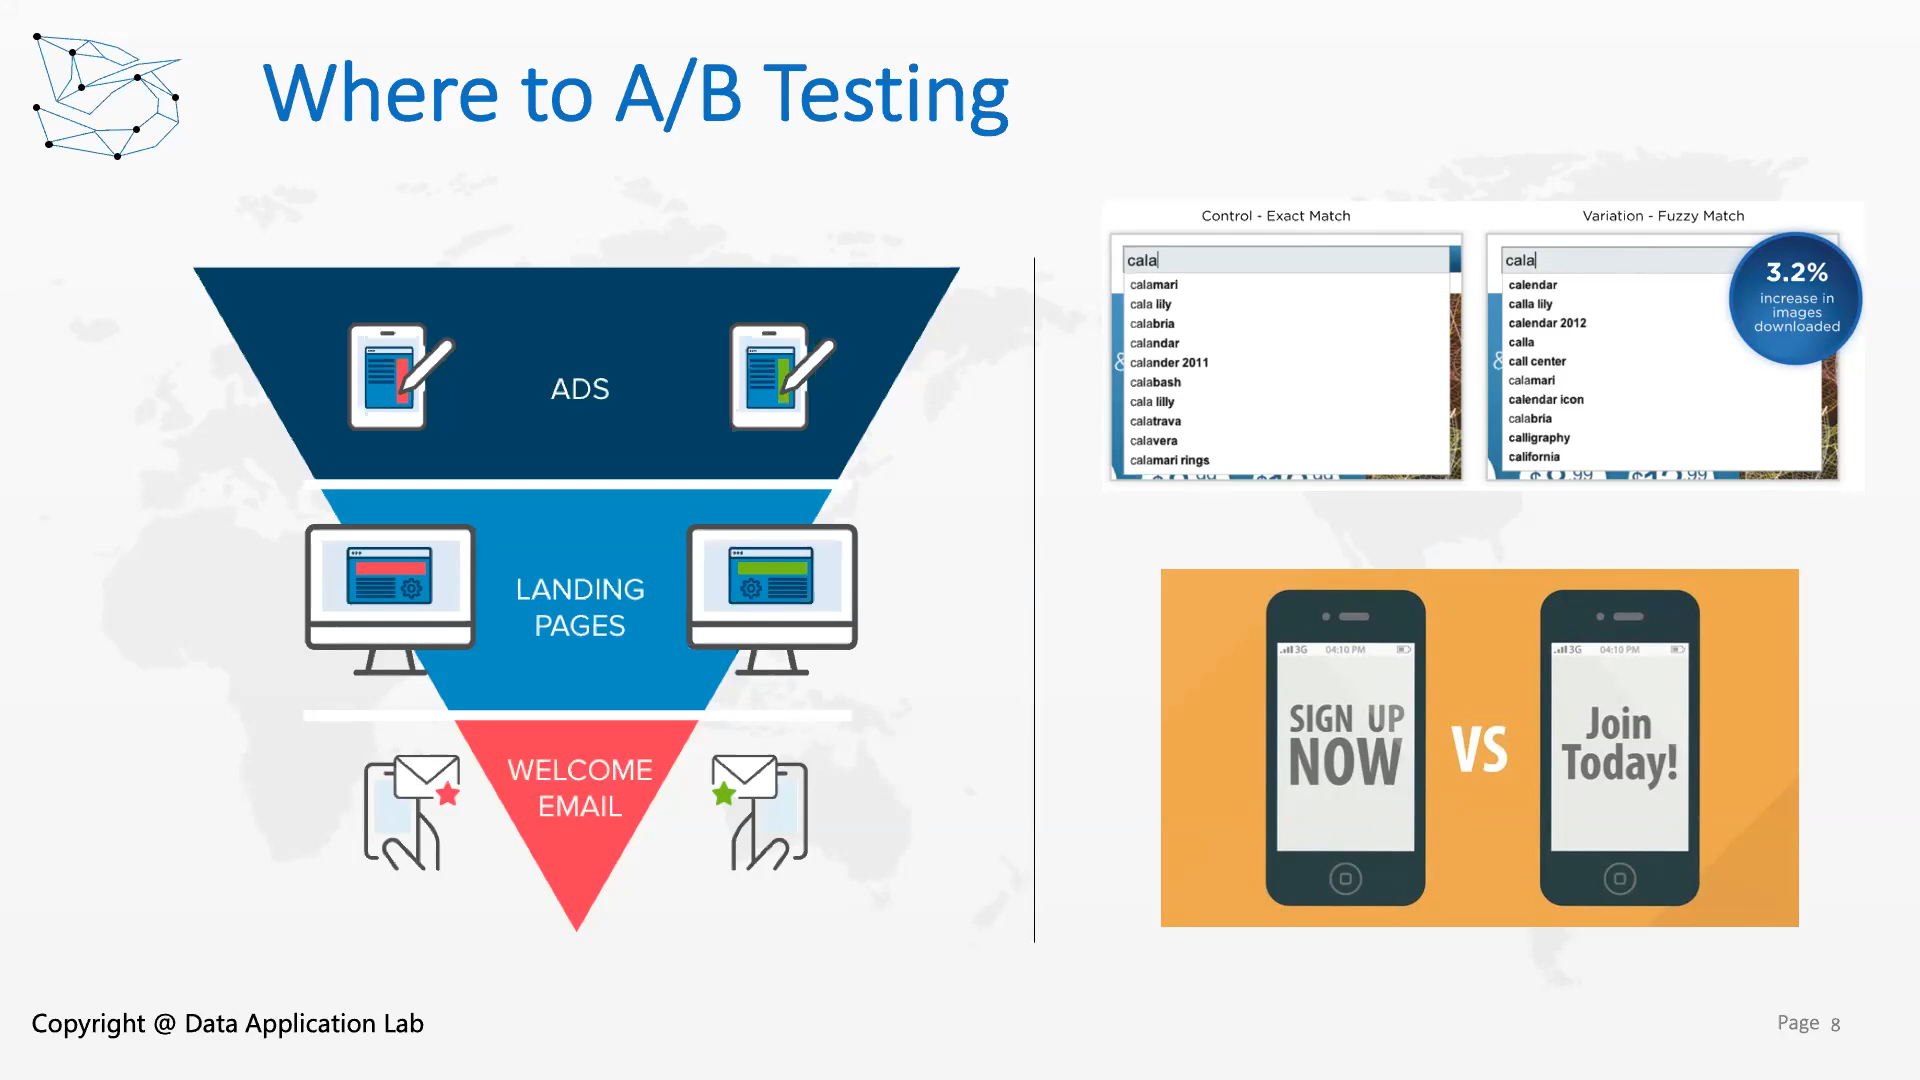 Where to A/B Testing
ADS
LANDING
PAGES
WELCOME
EMAIL
Control - Exact Match
cala
calamari
cala lily
calabria
calandar
calander 2011
calabash
cala lilly
calatrava
calavera
calamari rings
Variation - Fuzzy Match
cala
calendar
calla lily
calendar 2012
calla
call center
calamari
calendar icon
calabria
calligraphy
california
3.2%
increase in
images
downloaded
&
&
3G 04:10 PM
SIGN UP
NOW
VS
3G 04:10 PM
Join
Today!
Copyright @ Data Application Lab
Page 8